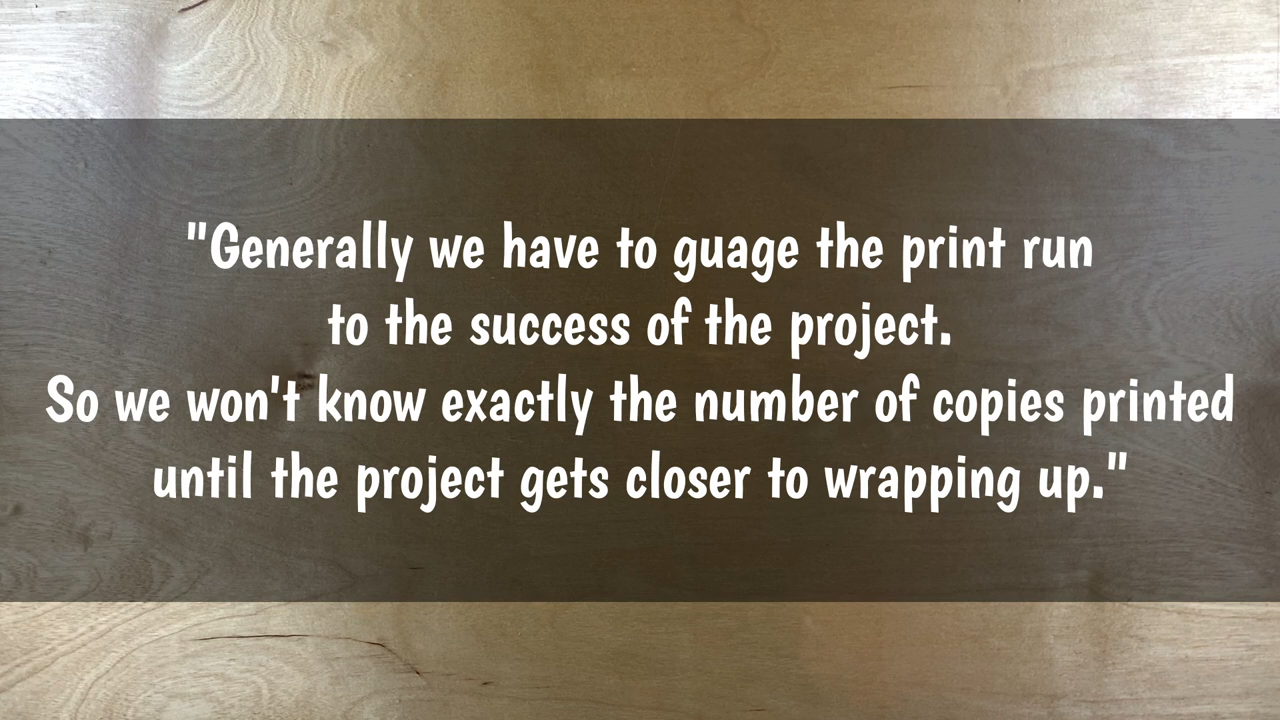 "Generally we have to guage the print run
to the success of the project.
So we won't know exactly the number of copies printed
until the project gets closer to wrapping up."